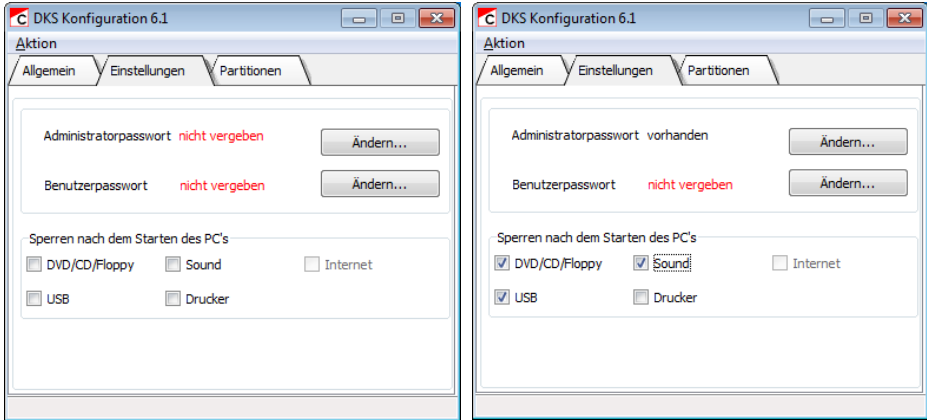 DKS Konfiguration 6.1
Aktion
Allgemein Einstellungen Partitionen
Administratorpasswort nicht vergeben Ändern...
Benutzerpasswort nicht vergeben Ändern...
Sperren nach dem Starten des PC's
DVD/CD/Floppy Sound Internet
USB Drucker
DKS Konfiguration 6.1
Aktion
Allgemein Einstellungen Partitionen
Administratorpasswort vorhanden Ändern...
Benutzerpasswort nicht vergeben Ändern...
Sperren nach dem Starten des PC's
DVD/CD/Floppy Sound Internet
USB Drucker